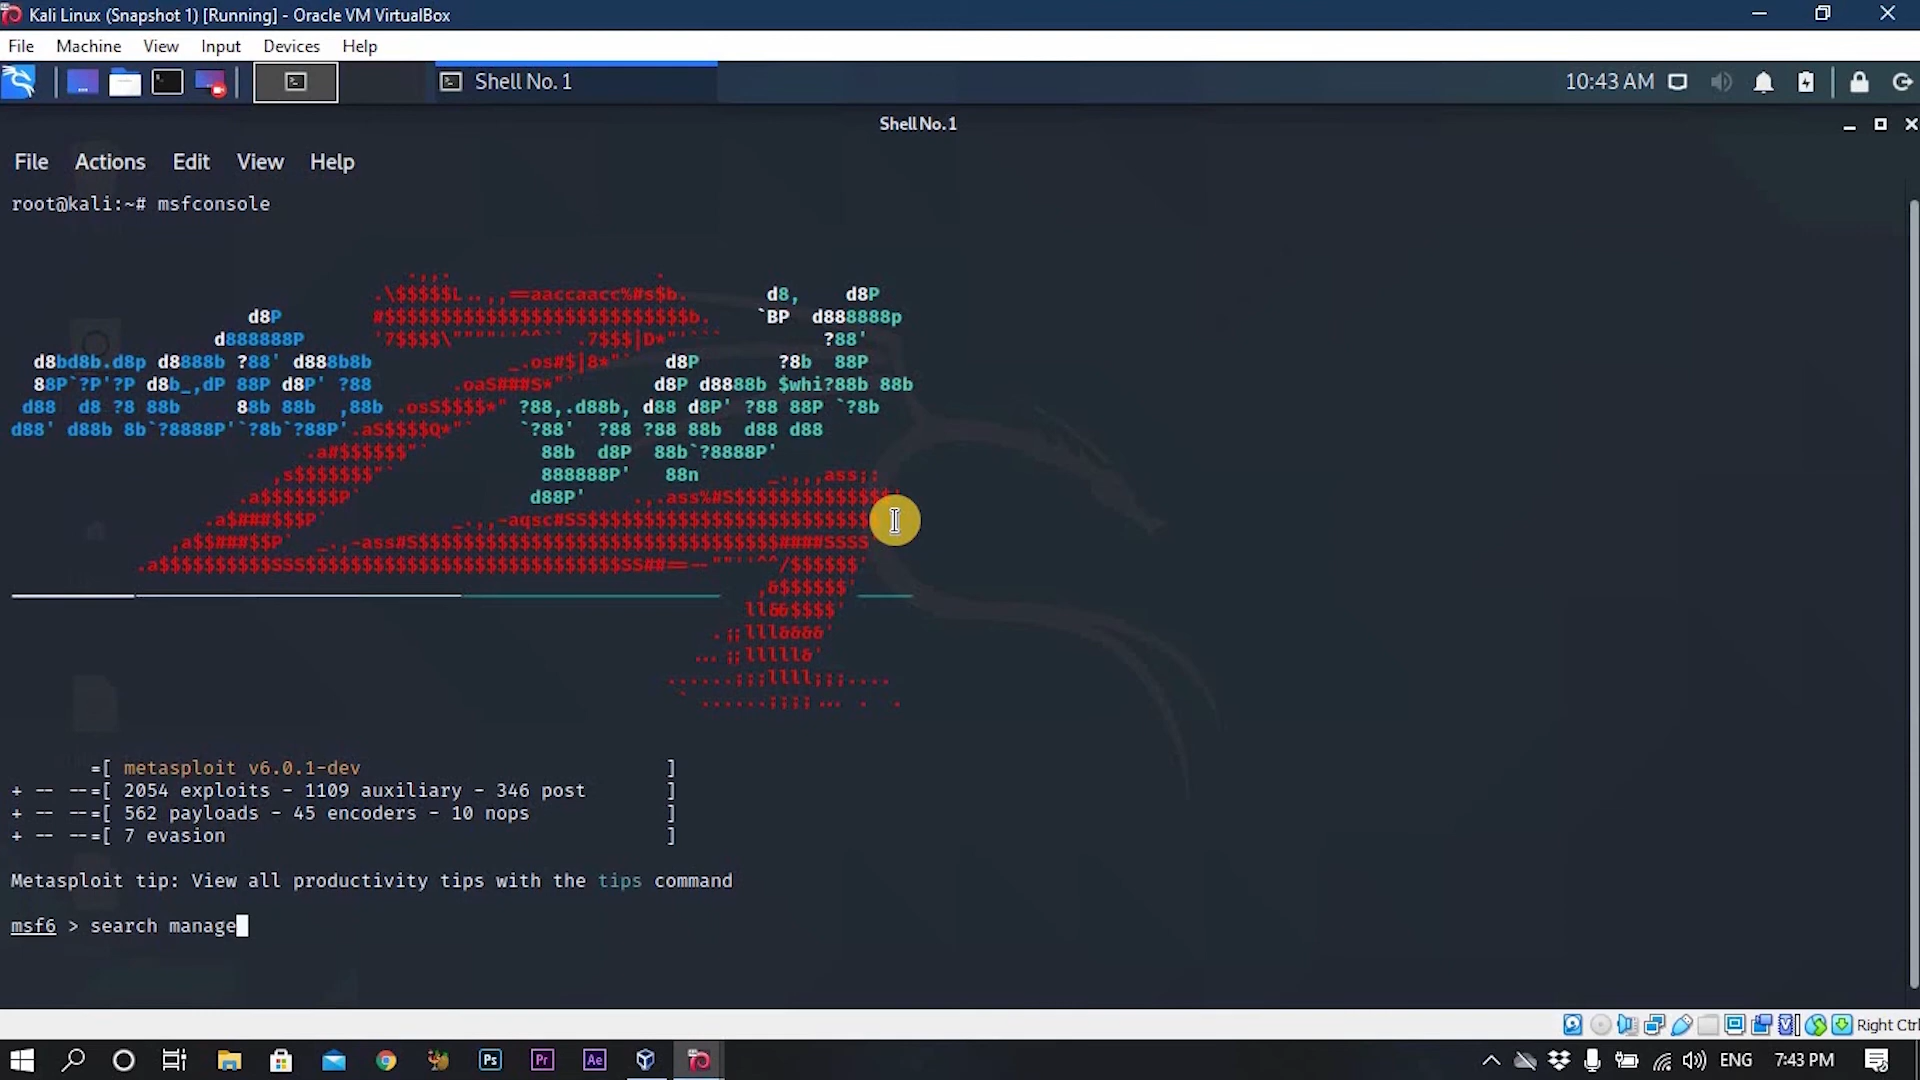 Kali Linux (Snapshot 1) [Running] - Oracle VM VirtualBox
File Machine View Input Devices Help
Shell No. 1
10:43 AM
Shell No. 1
File Actions Edit View Help
root@kali:~# msfconsole
=[ metasploit v6.0.1-dev ]
+ -- --=[ 2054 exploits - 1109 auxiliary - 346 post ]
+ -- --=[ 562 payloads - 45 encoders - 10 nops ]
+ -- --=[ 7 evasion ]
Metasploit tip: View all productivity tips with the tips command
msf6 > search manage
Right Ctrl
Ps Pr Ae
ENG 7:43 PM